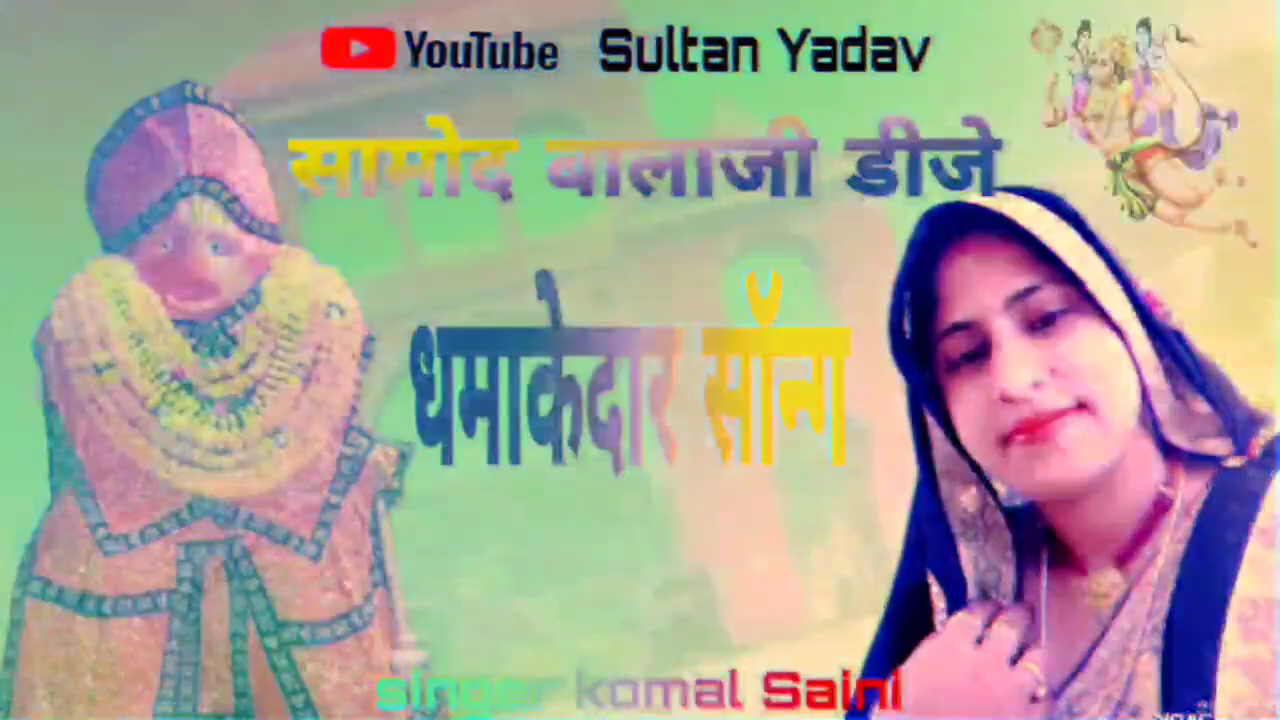 YouTube Sultan Yadav
सामोद बालाजी डीजे
धमाकेदार सॉन्ग
singer komal Saini